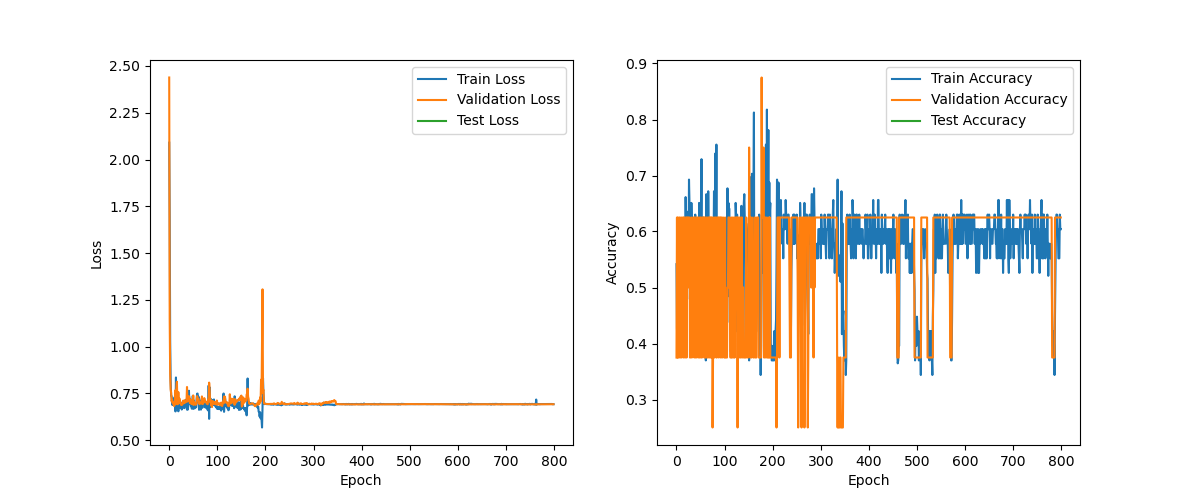 2.50
2.25
2.00
1.75
1.50
1.25
1.00
0.75
0.50
Loss
0 100 200 300 400 500 600 700 800
Epoch
Train Loss
Validation Loss
Test Loss
0.9
0.8
0.7
0.6
0.5
0.4
0.3
Accuracy
0 100 200 300 400 500 600 700 800
Epoch
Train Accuracy
Validation Accuracy
Test Accuracy